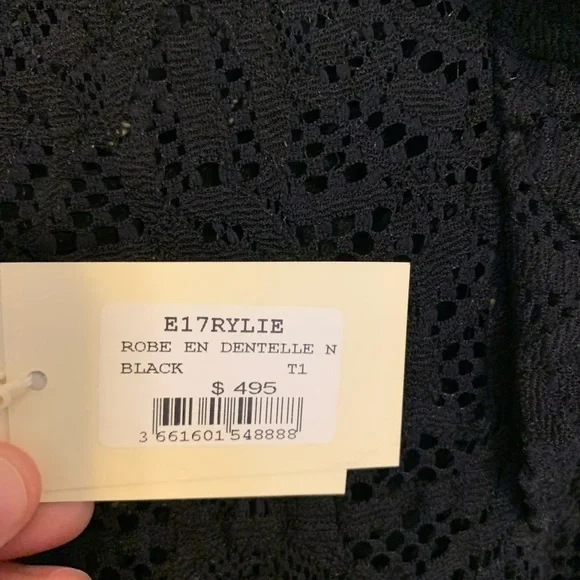 E17RYLIE
ROBE EN DENTELLE N
BLACK T1
$ 495
3 661601 548888